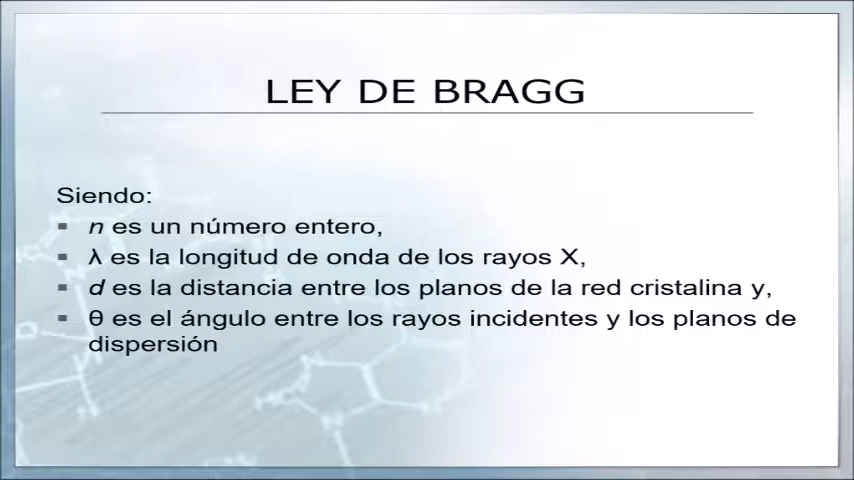 LEY DE BRAGG
Siendo:
▪ n es un número entero,
▪ λ es la longitud de onda de los rayos X,
▪ d es la distancia entre los planos de la red cristalina y,
▪ θ es el ángulo entre los rayos incidentes y los planos de
dispersión